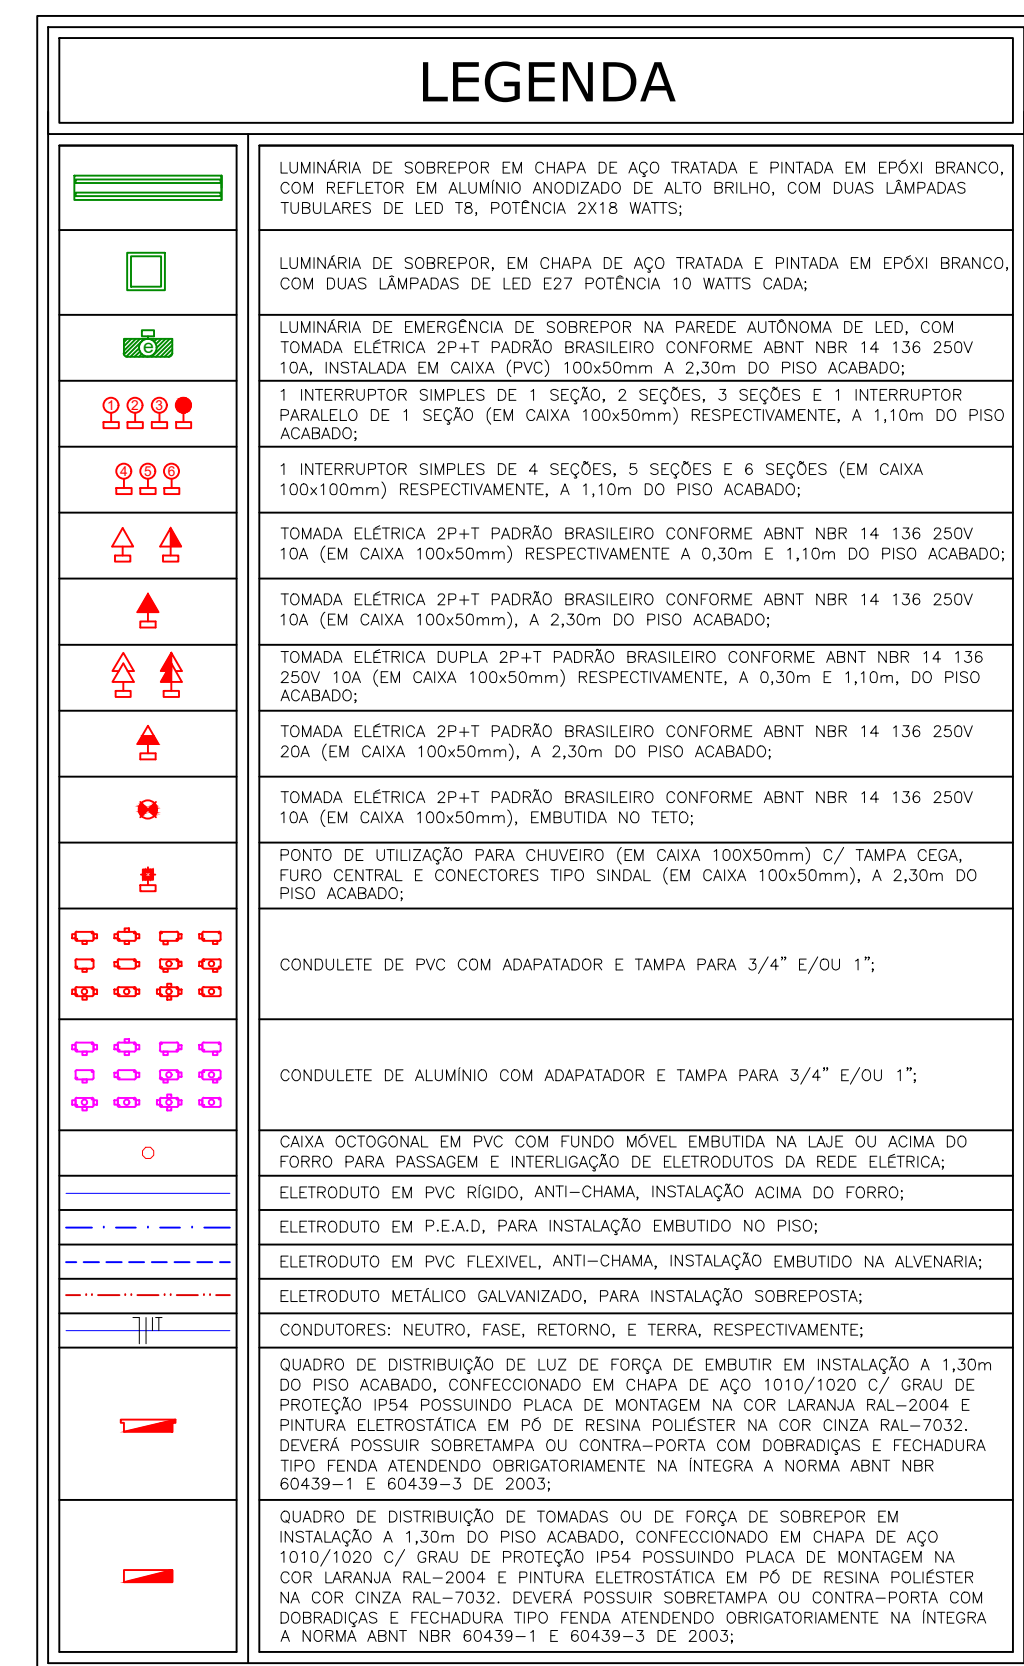 LEGENDA
LUMINÁRIA DE SOBREPOR EM CHAPA DE AÇO TRATADA E PINTADA EM EPÓXI BRANCO,
COM REFLETOR EM ALUMÍNIO ANODIZADO DE ALTO BRILHO, COM DUAS LÂMPADAS
TUBULARES DE LED T8, POTÊNCIA 2X18 WATTS;
LUMINÁRIA DE SOBREPOR, EM CHAPA DE AÇO TRATADA E PINTADA EM EPÓXI BRANCO,
COM DUAS LÂMPADAS DE LED E27 POTÊNCIA 10 WATTS CADA;
e
LUMINÁRIA DE EMERGÊNCIA DE SOBREPOR NA PAREDE AUTÔNOMA DE LED, COM
TOMADA ELÉTRICA 2P+T PADRÃO BRASILEIRO CONFORME ABNT NBR 14 136 250V
10A, INSTALADA EM CAIXA (PVC) 100x50mm A 2,30m DO PISO ACABADO;
1 2 3
1 INTERRUPTOR SIMPLES DE 1 SEÇÃO, 2 SEÇÕES, 3 SEÇÕES E 1 INTERRUPTOR
PARALELO DE 1 SEÇÃO (EM CAIXA 100x50mm) RESPECTIVAMENTE, A 1,10m DO PISO
ACABADO;
4 5 6
1 INTERRUPTOR SIMPLES DE 4 SEÇÕES, 5 SEÇÕES E 6 SEÇÕES (EM CAIXA
100x100mm) RESPECTIVAMENTE, A 1,10m DO PISO ACABADO;
TOMADA ELÉTRICA 2P+T PADRÃO BRASILEIRO CONFORME ABNT NBR 14 136 250V
10A (EM CAIXA 100x50mm) RESPECTIVAMENTE A 0,30m E 1,10m DO PISO ACABADO;
TOMADA ELÉTRICA 2P+T PADRÃO BRASILEIRO CONFORME ABNT NBR 14 136 250V
10A (EM CAIXA 100x50mm), A 2,30m DO PISO ACABADO;
TOMADA ELÉTRICA DUPLA 2P+T PADRÃO BRASILEIRO CONFORME ABNT NBR 14 136
250V 10A (EM CAIXA 100x50mm) RESPECTIVAMENTE, A 0,30m E 1,10m, DO PISO
ACABADO;
TOMADA ELÉTRICA 2P+T PADRÃO BRASILEIRO CONFORME ABNT NBR 14 136 250V
20A (EM CAIXA 100x50mm), A 2,30m DO PISO ACABADO;
TOMADA ELÉTRICA 2P+T PADRÃO BRASILEIRO CONFORME ABNT NBR 14 136 250V
10A (EM CAIXA 100x50mm), EMBUTIDA NO TETO;
PONTO DE UTILIZAÇÃO PARA CHUVEIRO (EM CAIXA 100X50mm) C/ TAMPA CEGA,
FURO CENTRAL E CONECTORES TIPO SINDAL (EM CAIXA 100x50mm), A 2,30m DO
PISO ACABADO;
CONDULETE DE PVC COM ADAPATADOR E TAMPA PARA 3/4” E/OU 1”;
CONDULETE DE ALUMÍNIO COM ADAPATADOR E TAMPA PARA 3/4” E/OU 1”;
CAIXA OCTOGONAL EM PVC COM FUNDO MÓVEL EMBUTIDA NA LAJE OU ACIMA DO
FORRO PARA PASSAGEM E INTERLIGAÇÃO DE ELETRODUTOS DA REDE ELÉTRICA;
ELETRODUTO EM PVC RÍGIDO, ANTI-CHAMA, INSTALAÇÃO ACIMA DO FORRO;
ELETRODUTO EM P.E.A.D, PARA INSTALAÇÃO EMBUTIDO NO PISO;
ELETRODUTO EM PVC FLEXIVEL, ANTI-CHAMA, INSTALAÇÃO EMBUTIDO NA ALVENARIA;
ELETRODUTO METÁLICO GALVANIZADO, PARA INSTALAÇÃO SOBREPOSTA;
CONDUTORES: NEUTRO, FASE, RETORNO, E TERRA, RESPECTIVAMENTE;
QUADRO DE DISTRIBUIÇÃO DE LUZ DE FORÇA DE EMBUTIR EM INSTALAÇÃO A 1,30m
DO PISO ACABADO, CONFECCIONADO EM CHAPA DE AÇO 1010/1020 C/ GRAU DE
PROTEÇÃO IP54 POSSUINDO PLACA DE MONTAGEM NA COR LARANJA RAL-2004 E
PINTURA ELETROSTÁTICA EM PÓ DE RESINA POLIÉSTER NA COR CINZA RAL-7032.
DEVERÁ POSSUIR SOBRETAMPA OU CONTRA-PORTA COM DOBRADIÇAS E FECHADURA
TIPO FENDA ATENDENDO OBRIGATORIAMENTE NA ÍNTEGRA A NORMA ABNT NBR
60439-1 E 60439-3 DE 2003;
QUADRO DE DISTRIBUIÇÃO DE TOMADAS OU DE FORÇA DE SOBREPOR EM
INSTALAÇÃO A 1,30m DO PISO ACABADO, CONFECCIONADO EM CHAPA DE AÇO
1010/1020 C/ GRAU DE PROTEÇÃO IP54 POSSUINDO PLACA DE MONTAGEM NA
COR LARANJA RAL-2004 E PINTURA ELETROSTÁTICA EM PÓ DE RESINA POLIÉSTER
NA COR CINZA RAL-7032. DEVERÁ POSSUIR SOBRETAMPA OU CONTRA-PORTA COM
DOBRADIÇAS E FECHADURA TIPO FENDA ATENDENDO OBRIGATORIAMENTE NA ÍNTEGRA
A NORMA ABNT NBR 60439-1 E 60439-3 DE 2003;